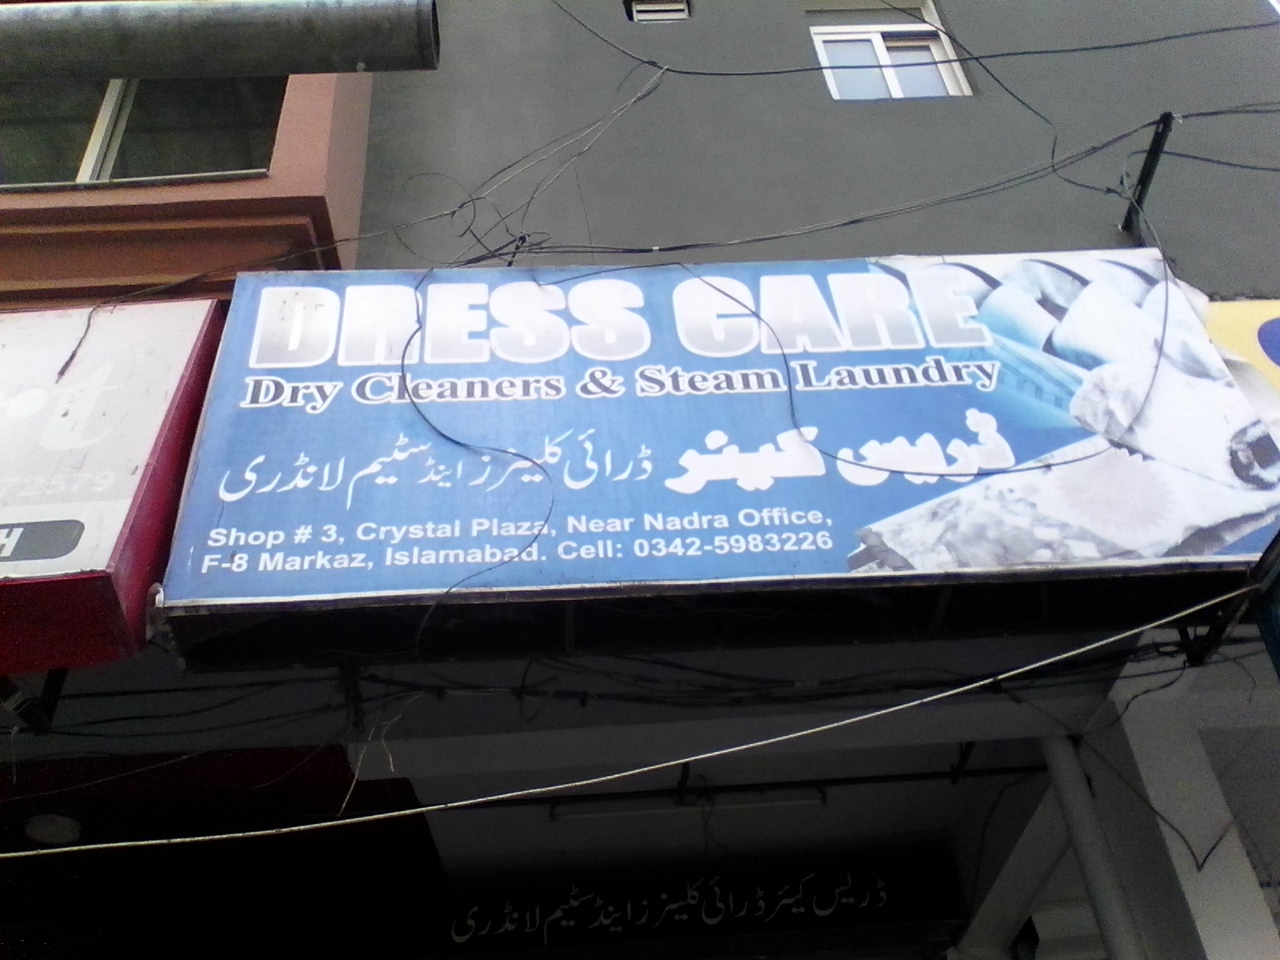 DRESS CARE
Dry Cleaners & Steam Laundry
ڈریس کیئر ڈرائی کلینرز اینڈ سٹیم لانڈری
Shop # 3, Crystal Plaza, Near Nadra Office,
F-8 Markaz, Islamabad. Cell: 0342-5983226
72579
H
ڈریس کیئر ڈرائی کلینرز اینڈ سٹیم لانڈری